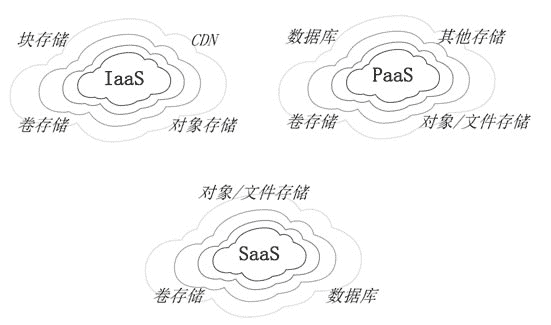 块存储
CDN
IaaS
卷存储
对象存储
数据库
其他存储
PaaS
卷存储
对象/文件存储
对象/文件存储
SaaS
卷存储
数据库